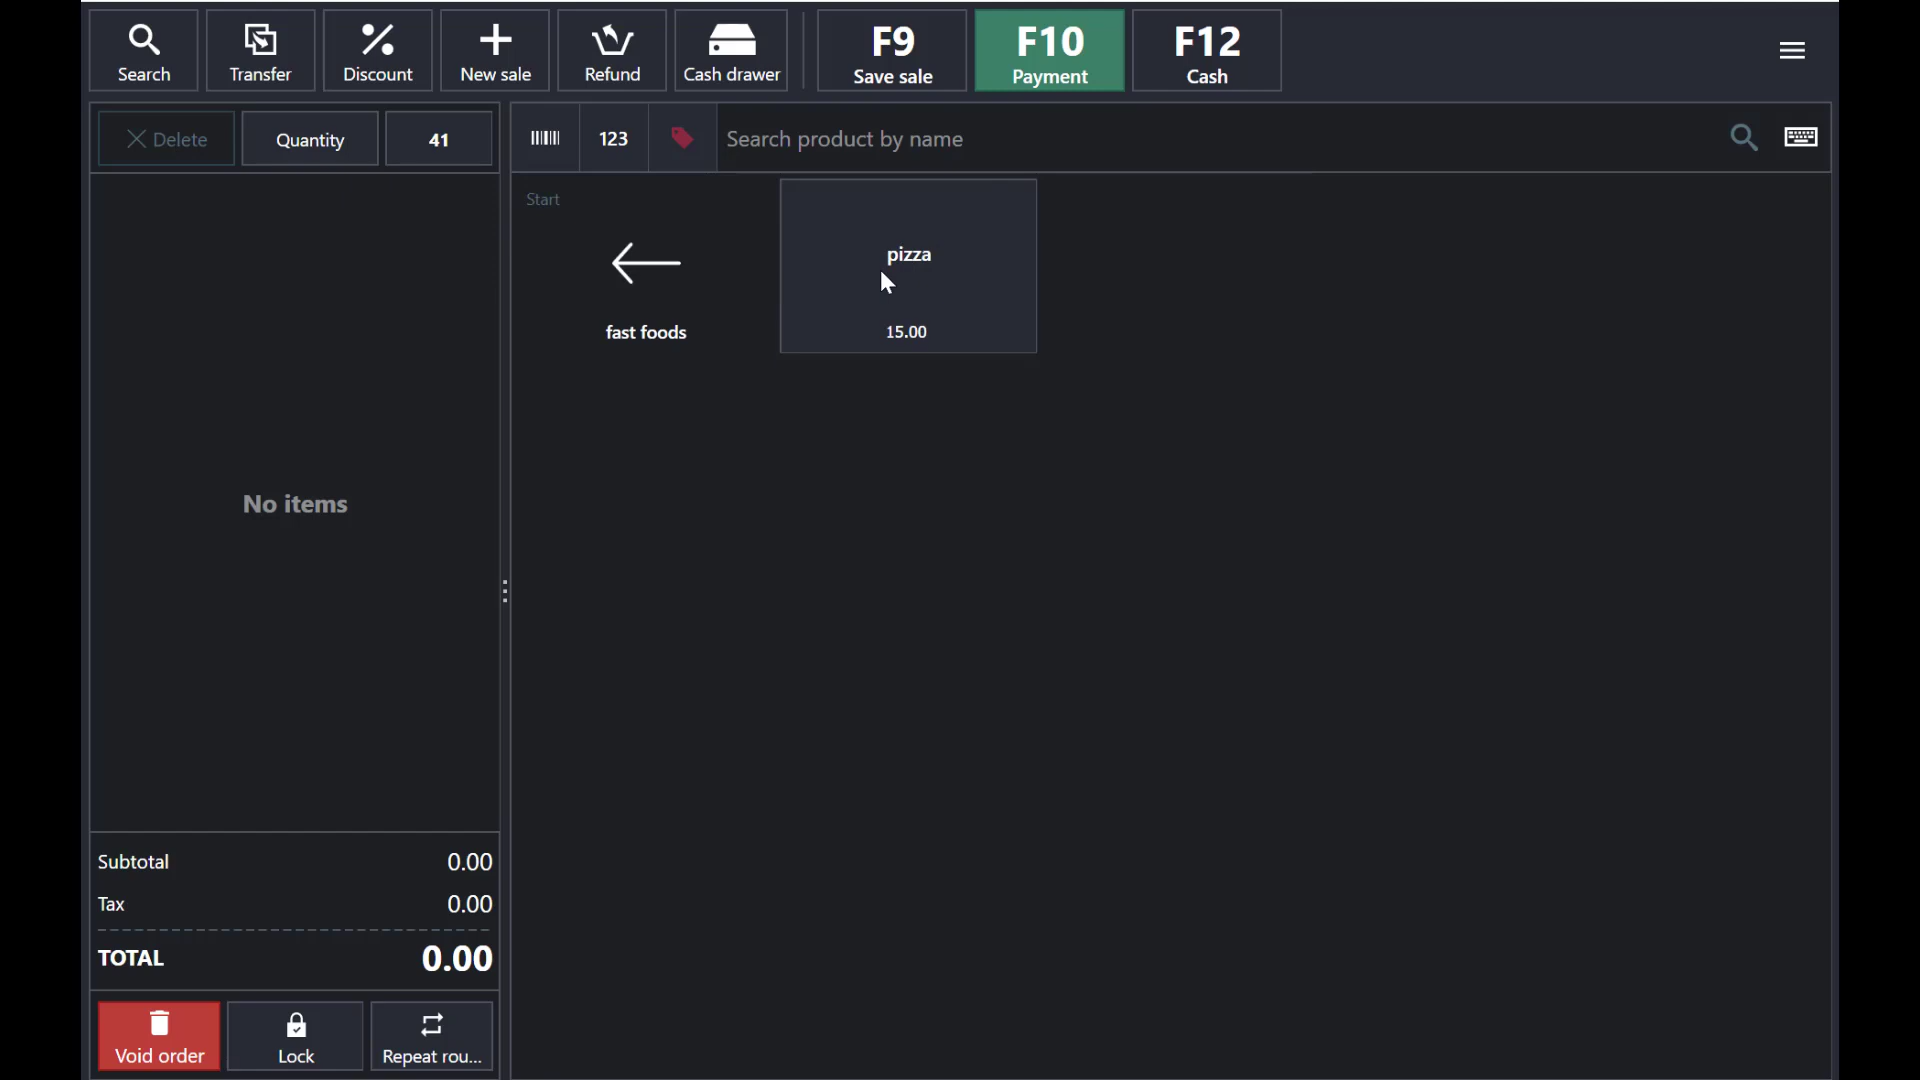 Search
Transfer
Discount
New sale
Refund
Cash drawer
F9
Save sale
F10
Payment
F12
Cash
Delete
Quantity
41
123
Search product by name
Start
fast foods
pizza
15.00
No items
Subtotal 0.00
Tax 0.00
TOTAL 0.00
Void order
Lock
Repeat rou...